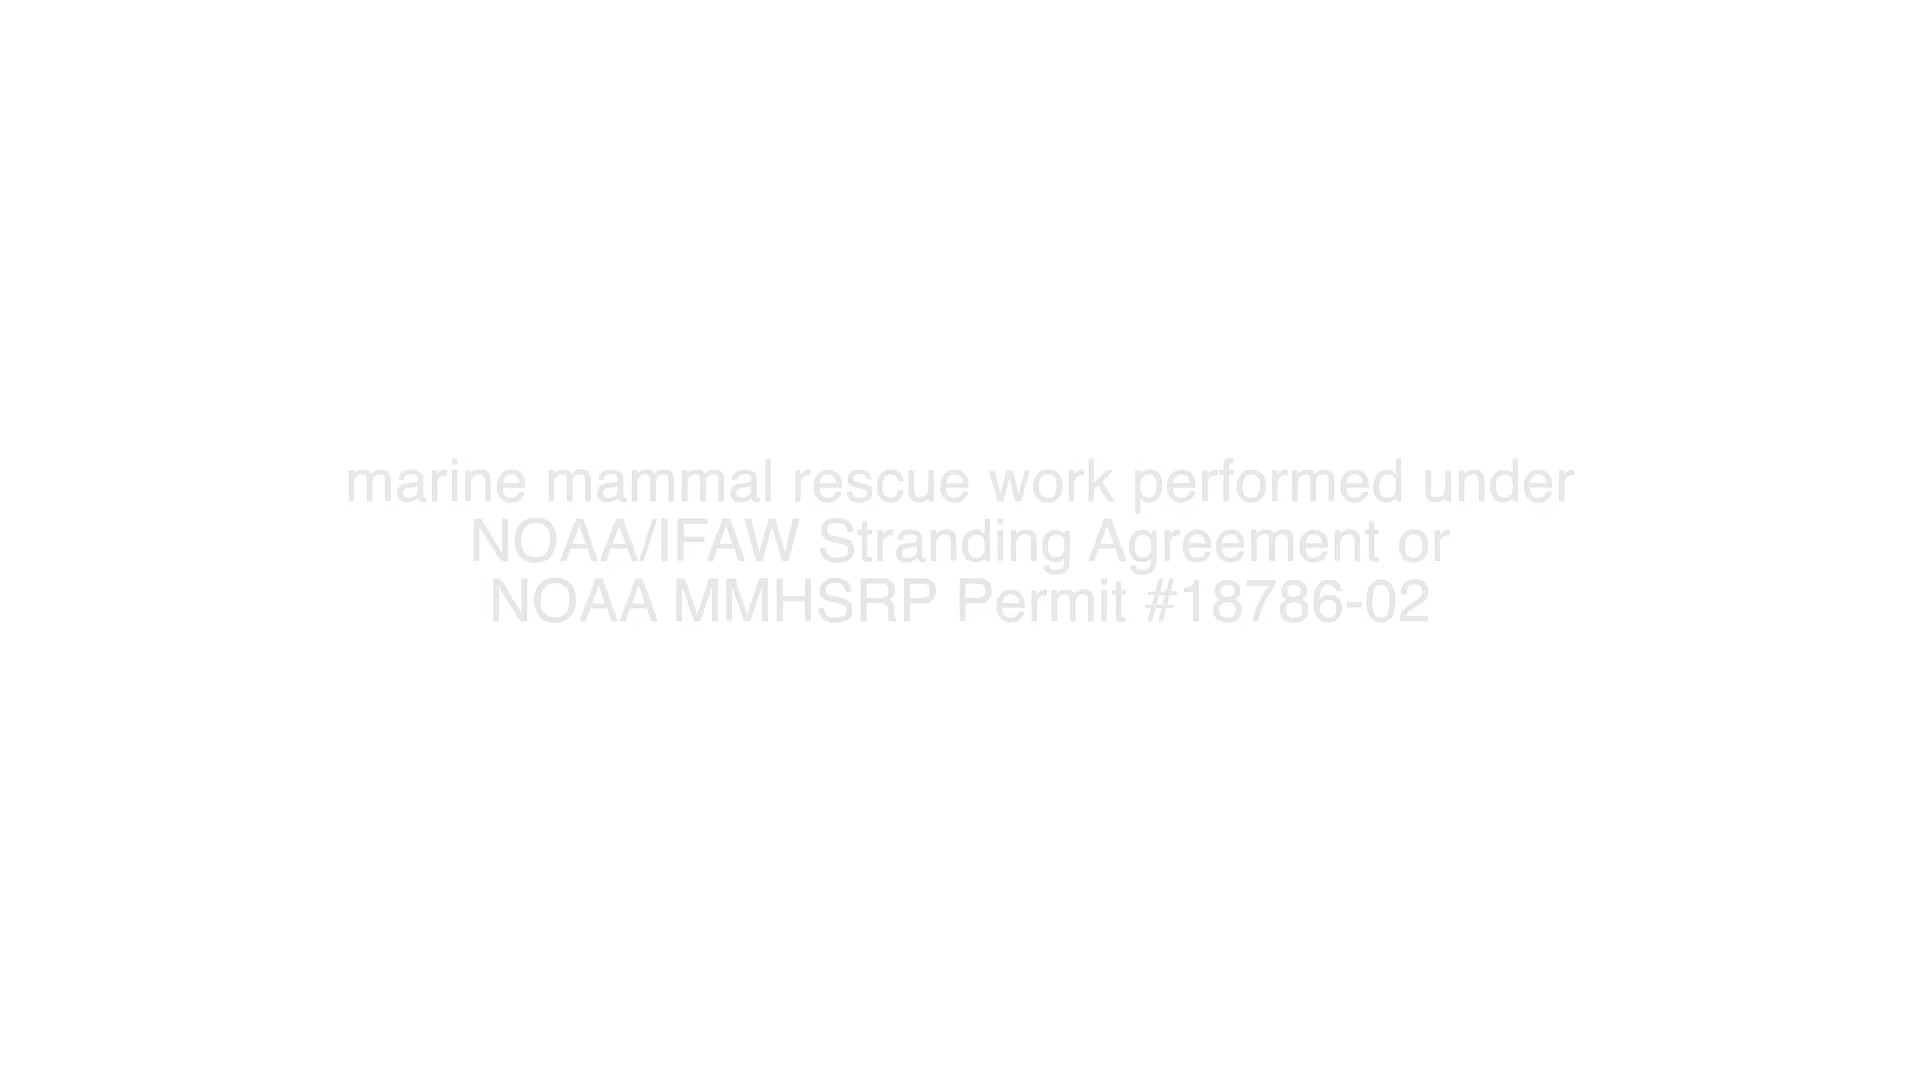 marine mammal rescue work performed under
NOAA/IFAW Stranding Agreement or
NOAA MMHSRP Permit #18786-02